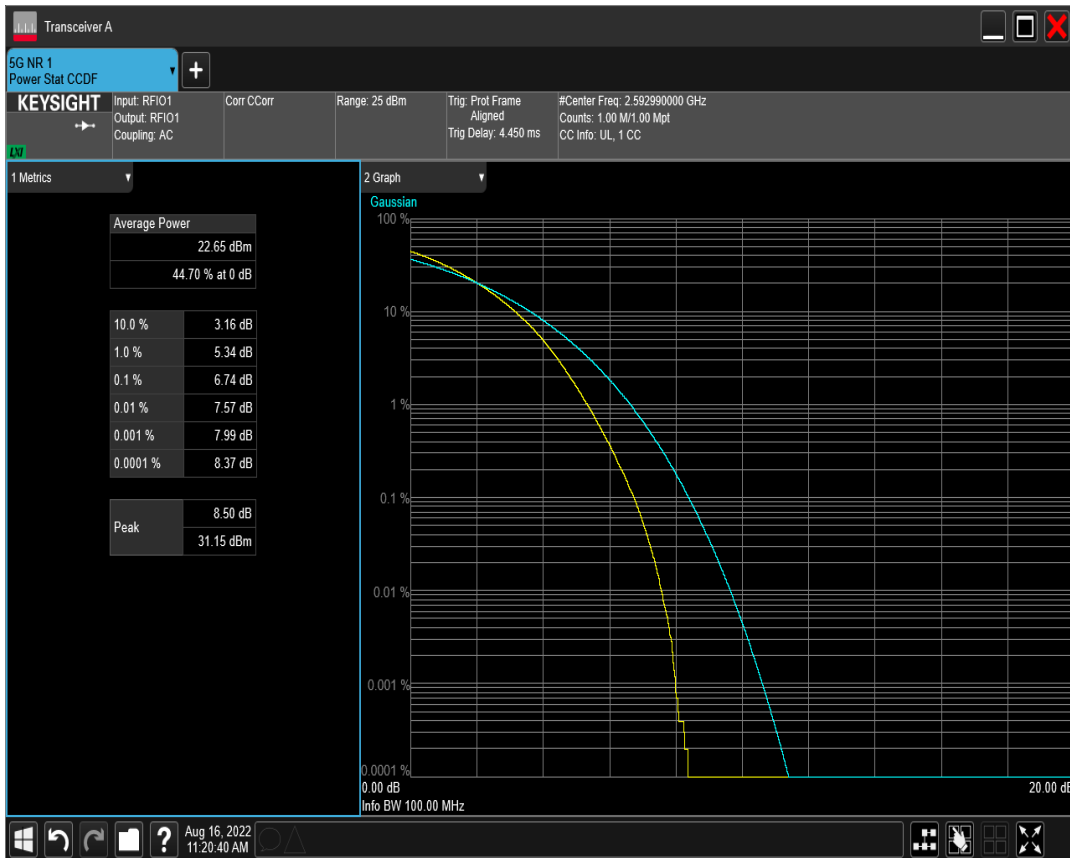 Transceiver A
5G NR 1
Power Stat CCDF
KEYSIGHT
Input: RFIO1
Output: RFIO1
Coupling: AC
Corr CCorr
Range: 25 dBm
Trig: Prot Frame
Aligned
Trig Delay: 4.450 ms
#Center Freq: 2.592990000 GHz
Counts: 1.00 M/1.00 Mpt
CC Info: UL, 1 CC
LXI
1 Metrics
Average Power
22.65 dBm
44.70 % at 0 dB
10.0 % 3.16 dB
1.0 % 5.34 dB
0.1 % 6.74 dB
0.01 % 7.57 dB
0.001 % 7.99 dB
0.0001 % 8.37 dB
Peak
8.50 dB
31.15 dBm
2 Graph
Gaussian
100 %
10 %
1 %
0.1 %
0.01 %
0.001 %
0.0001 %
0.00 dB 20.00 dB
Info BW 100.00 MHz
?
Aug 16, 2022
11:20:40 AM